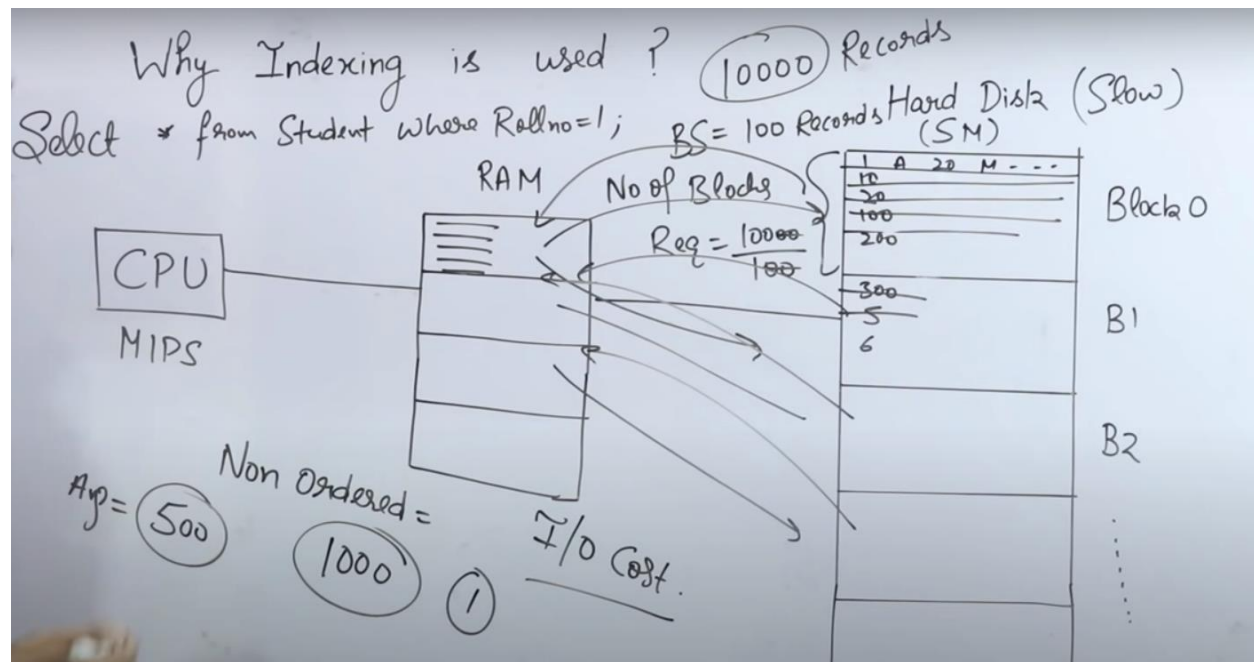 Why Indexing is used ?
10000 Records
Select * from Student where Rollno=1;
BS= 100 Records
Hard Disk (Slow)
(SM)
RAM
No of Blocks
Req = 10000
100
CPU
MIPS
1 A 20 M - - -
10
20
100
200
Block 0
300
5
6
B1
B2
Non Ordered =
Avg= 500
1000
1
I/O Cost.